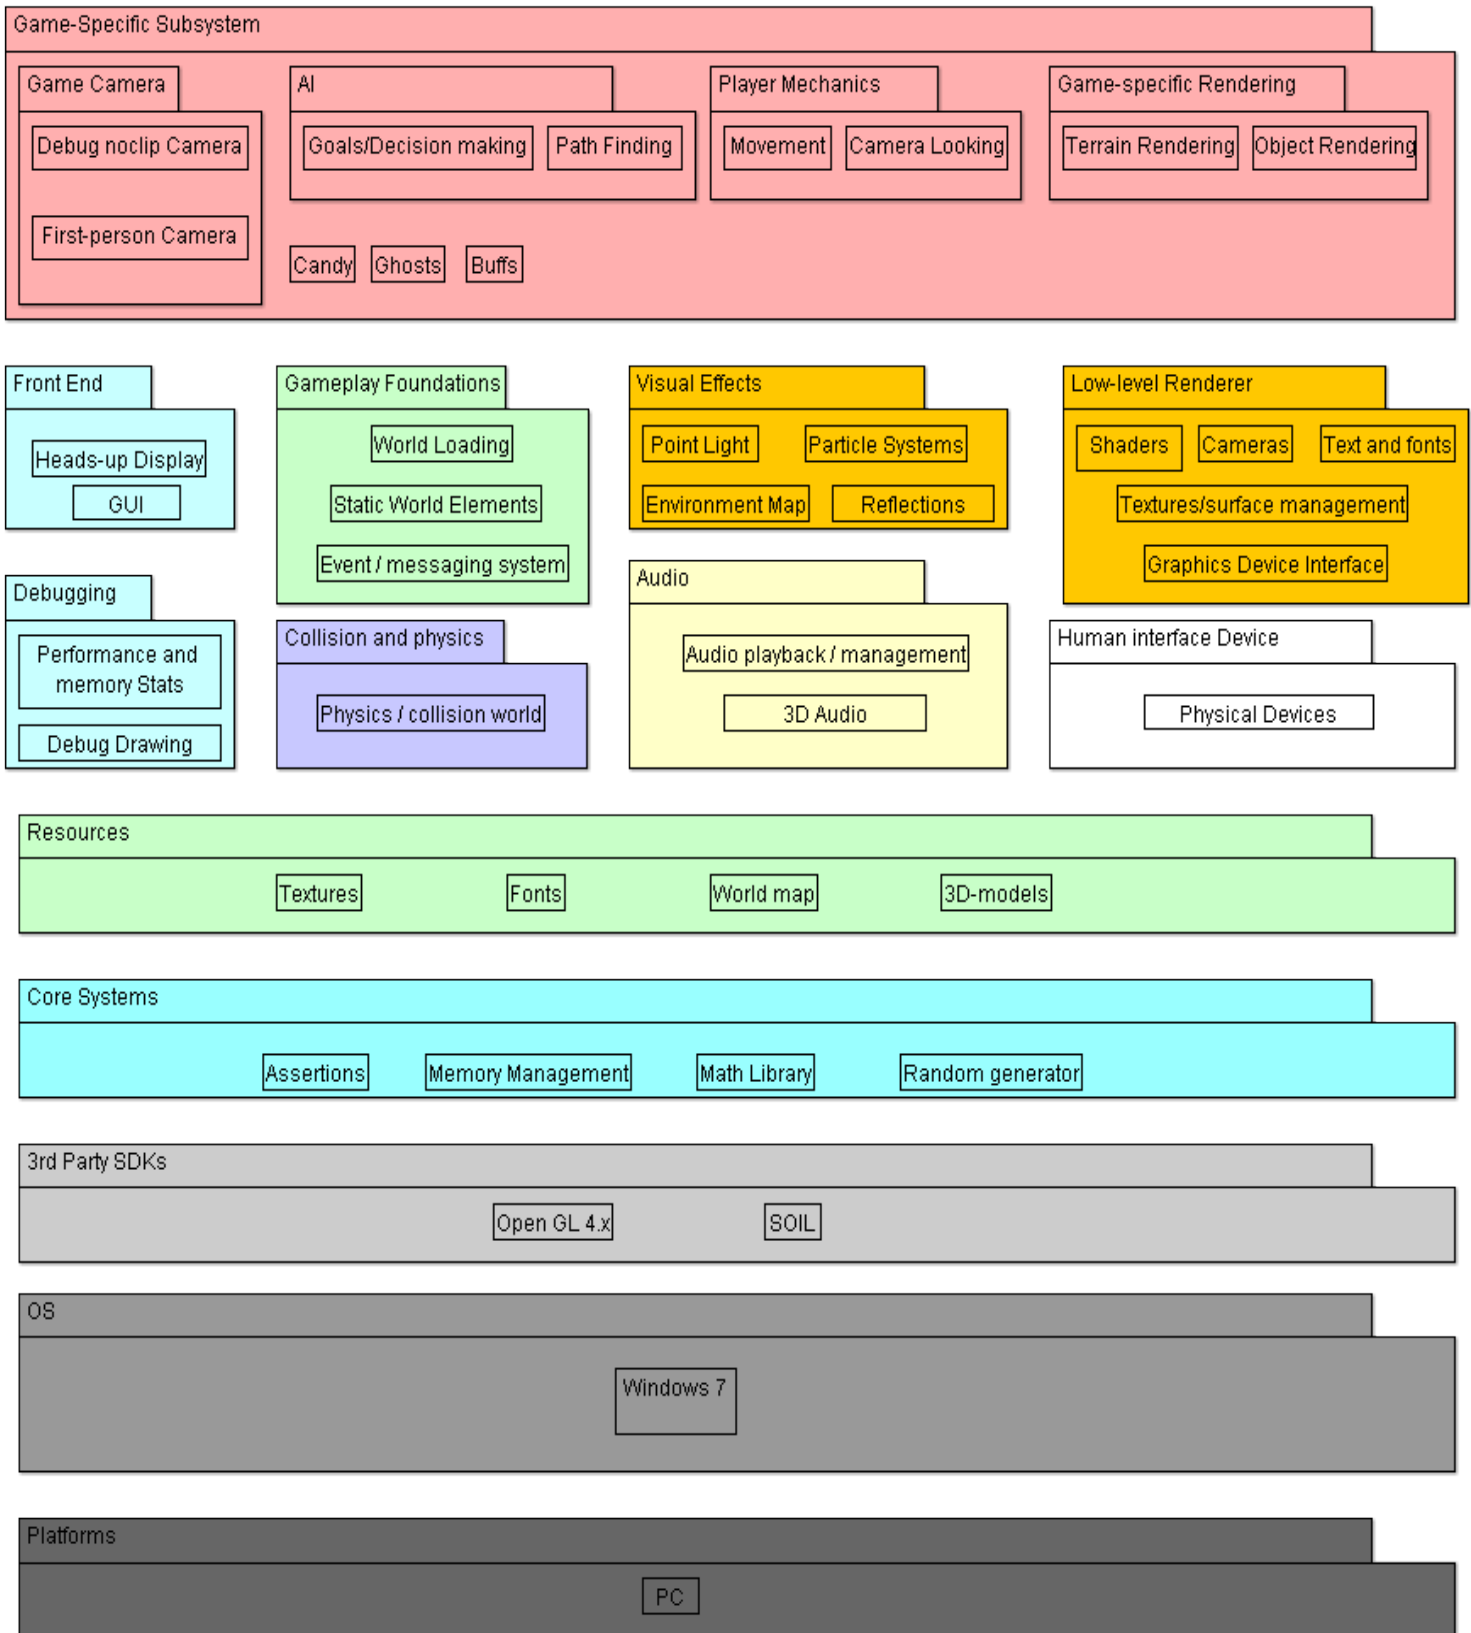 Game-Specific Subsystem
Game Camera
AI
Player Mechanics
Game-specific Rendering
Debug noclip Camera
Goals/Decision making
Path Finding
Movement
Camera Looking
Terrain Rendering
Object Rendering
First-person Camera
Candy
Ghosts
Buffs
Front End
Gameplay Foundations
Visual Effects
Low-level Renderer
Heads-up Display
GUI
World Loading
Static World Elements
Event / messaging system
Point Light
Particle Systems
Environment Map
Reflections
Shaders
Cameras
Text and fonts
Textures/surface management
Graphics Device Interface
Debugging
Performance and
memory Stats
Debug Drawing
Collision and physics
Physics / collision world
Audio
Audio playback / management
3D Audio
Human interface Device
Physical Devices
Resources
Textures
Fonts
World map
3D-models
Core Systems
Assertions
Memory Management
Math Library
Random generator
3rd Party SDKs
Open GL 4.x
SOIL
OS
Windows 7
Platforms
PC